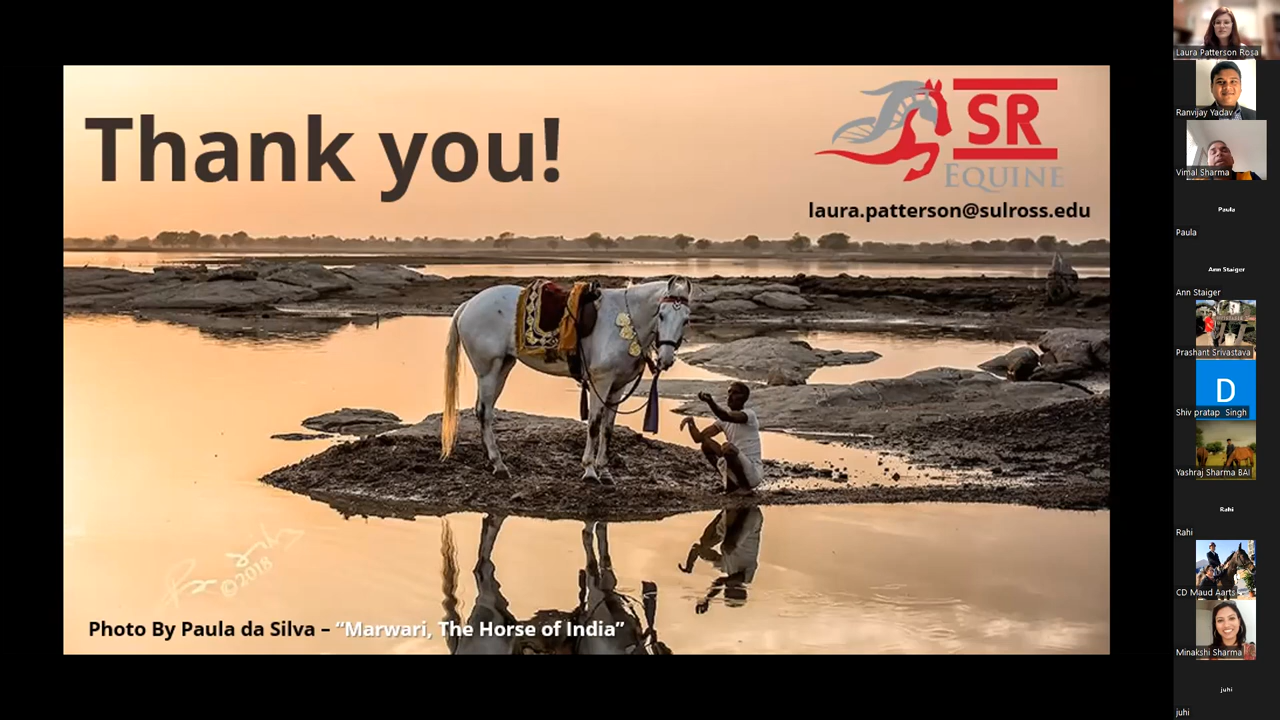 Thank you!
SR
EQUINE
laura.patterson@sulross.edu
©2018
Photo By Paula da Silva – “Marwari, The Horse of India”
Laura Patterson Rosa
Ranvijay Yadav
Vimal Sharma
Paula
Paula
Ann Staiger
Ann Staiger
Prashant Srivastava
D
Shiv pratap Singh
Yashraj Sharma BAI
Rahi
Rahi
CD Maud Aarts
Minakshi Sharma
juhi
juhi